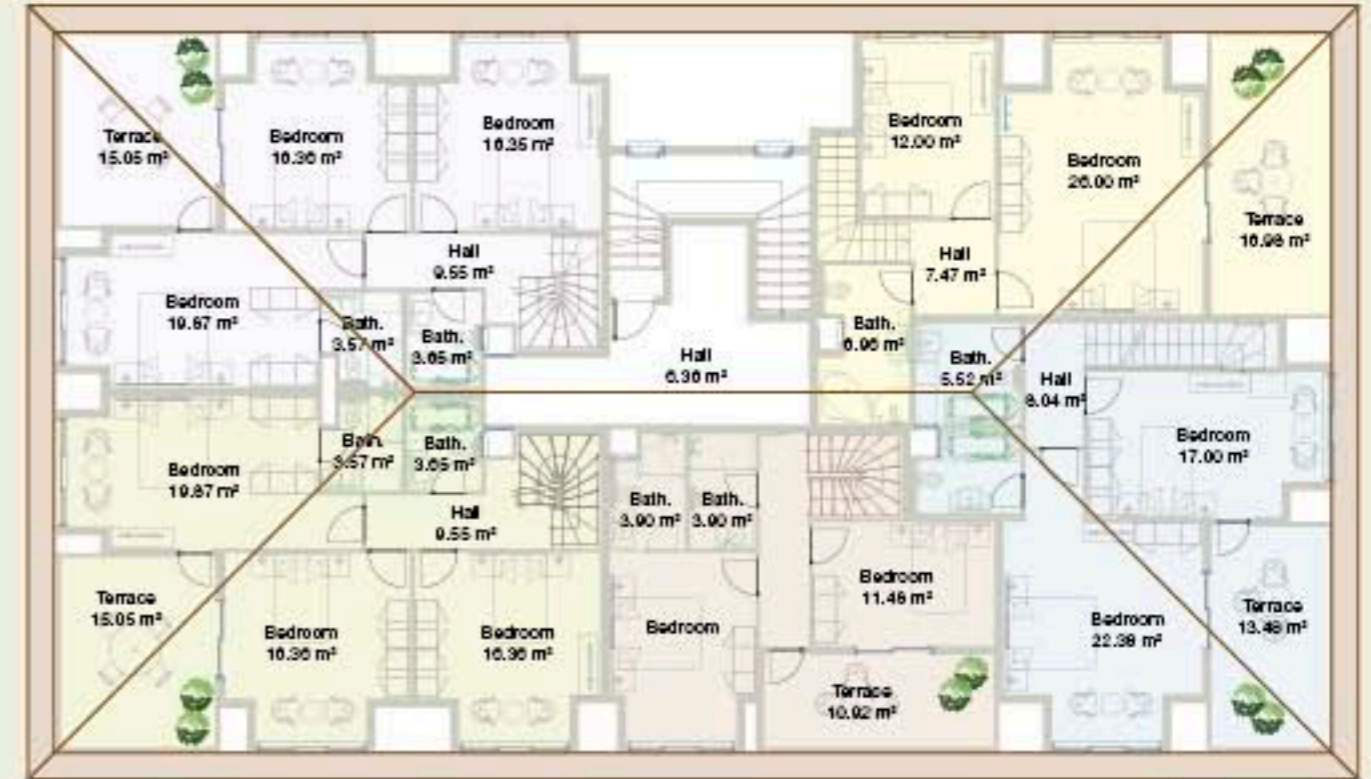 Terrace
15.05 m²
Bedroom
16.36 m²
Bedroom
16.35 m²
Bedroom
12.00 m²
Bedroom
26.00 m²
Terrace
16.98 m²
Hall
9.55 m²
Hall
7.47 m²
Bedroom
19.87 m²
Bath.
3.57 m²
Bath.
3.65 m²
Hall
6.36 m²
Bath.
6.96 m²
Bath.
5.52 m²
Hall
8.04 m²
Bedroom
17.00 m²
Bedroom
19.87 m²
Bath.
3.57 m²
Bath.
3.65 m²
Hall
9.55 m²
Bath.
3.90 m²
Bath.
3.90 m²
Terrace
15.05 m²
Bedroom
16.36 m²
Bedroom
16.36 m²
Bedroom
Bedroom
11.48 m²
Bedroom
22.38 m²
Terrace
13.48 m²
Terrace
10.92 m²